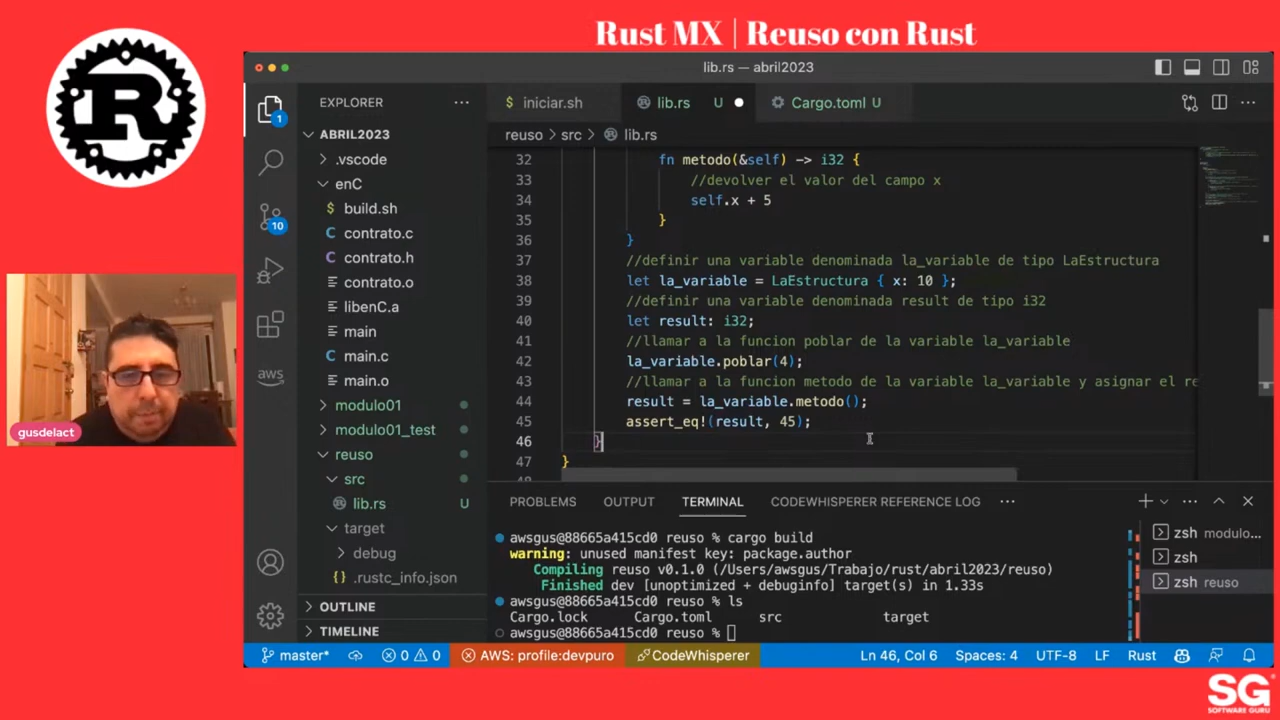 Rust MX | Reuso con Rust
lib.rs — abril2023
EXPLORER
iniciar.sh
lib.rs U
Cargo.toml U
ABRIL2023
reuso > src > lib.rs
.vscode
enC
build.sh
contrato.c
contrato.h
contrato.o
libenC.a
main
main.c
main.o
modulo01
modulo01_test
reuso
src
lib.rs U
target
debug
.rustc_info.json
OUTLINE
TIMELINE
1
10
aws
32 fn metodo(&self) -> i32 {
33 //devolver el valor del campo x
34 self.x + 5
35 }
36 }
37 //definir una variable denominada la_variable de tipo LaEstructura
38 let la_variable = LaEstructura { x: 10 };
39 //definir una variable denominada result de tipo i32
40 let result: i32;
41 //llamar a la funcion poblar de la variable la_variable
42 la_variable.poblar(4);
43 //llamar a la funcion metodo de la variable la_variable y asignar el re
44 result = la_variable.metodo();
45 assert_eq!(result, 45);
46 }
47 }
48
PROBLEMS OUTPUT TERMINAL CODEWHISPERER REFERENCE LOG
awsgus@88665a415cd0 reuso % cargo build
warning: unused manifest key: package.author
Compiling reuso v0.1.0 (/Users/awsgus/Trabajo/rust/abril2023/reuso)
Finished dev [unoptimized + debuginfo] target(s) in 1.33s
awsgus@88665a415cd0 reuso % ls
Cargo.lock Cargo.toml src target
awsgus@88665a415cd0 reuso %
zsh modulo...
zsh
zsh reuso
master* 0 0 AWS: profile:devpuro CodeWhisperer Ln 46, Col 6 Spaces: 4 UTF-8 LF Rust
gusdelact
R
SG
SOFTWARE GURU